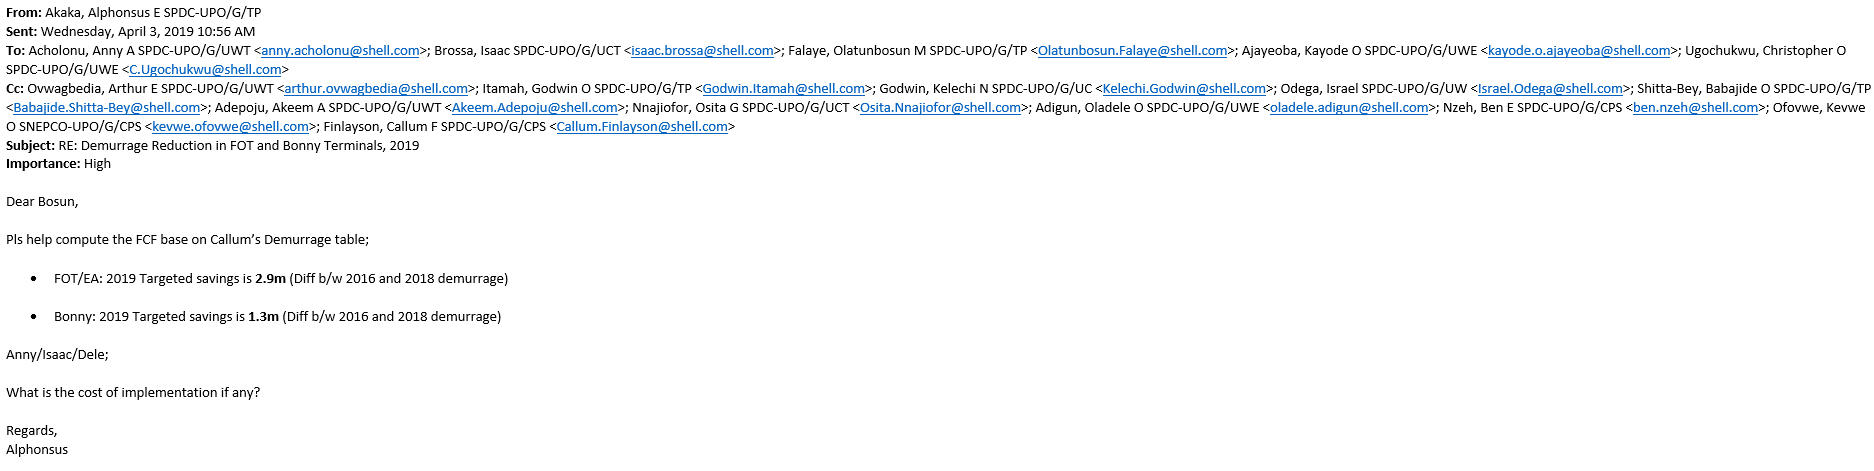 From: Akaka, Alphonsus E SPDC-UPO/G/TP
Sent: Wednesday, April 3, 2019 10:56 AM
To: Acholonu, Anny A SPDC-UPO/G/UWT <anny.acholonu@shell.com>; Brossa, Isaac SPDC-UPO/G/UCT <isaac.brossa@shell.com>; Falaye, Olatunbosun M SPDC-UPO/G/TP <Olatunbosun.Falaye@shell.com>; Ajayeoba, Kayode O SPDC-UPO/G/UWE <kayode.o.ajayeoba@shell.com>; Ugochukwu, Christopher O
SPDC-UPO/G/UWE <C.Ugochukwu@shell.com>
Cc: Ovwagbedia, Arthur E SPDC-UPO/G/UWT <arthur.ovwagbedia@shell.com>; Itamah, Godwin O SPDC-UPO/G/TP <Godwin.Itamah@shell.com>; Godwin, Kelechi N SPDC-UPO/G/UC <Kelechi.Godwin@shell.com>; Odega, Israel SPDC-UPO/G/UW <Israel.Odega@shell.com>; Shitta-Bey, Babajide O SPDC-UPO/G/TP
<Babajide.Shitta-Bey@shell.com>; Adepoju, Akeem A SPDC-UPO/G/UWT <Akeem.Adepoju@shell.com>; Nnajiofor, Osita G SPDC-UPO/G/UCT <Osita.Nnajiofor@shell.com>; Adigun, Oladele O SPDC-UPO/G/UWE <oladele.adigun@shell.com>; Nzeh, Ben E SPDC-UPO/G/CPS <ben.nzeh@shell.com>; Ofovwe, Kevwe
O SNEPCO-UPO/G/CPS <kevwe.ofovwe@shell.com>; Finlayson, Callum F SPDC-UPO/G/CPS <Callum.Finlayson@shell.com>
Subject: RE: Demurrage Reduction in FOT and Bonny Terminals, 2019
Importance: High
Dear Bosun,
Pls help compute the FCF base on Callum's Demurrage table;
• FOT/EA: 2019 Targeted savings is 2.9m (Diff b/w 2016 and 2018 demurrage)
• Bonny: 2019 Targeted savings is 1.3m (Diff b/w 2016 and 2018 demurrage)
Anny/Isaac/Dele;
What is the cost of implementation if any?
Regards,
Alphonsus